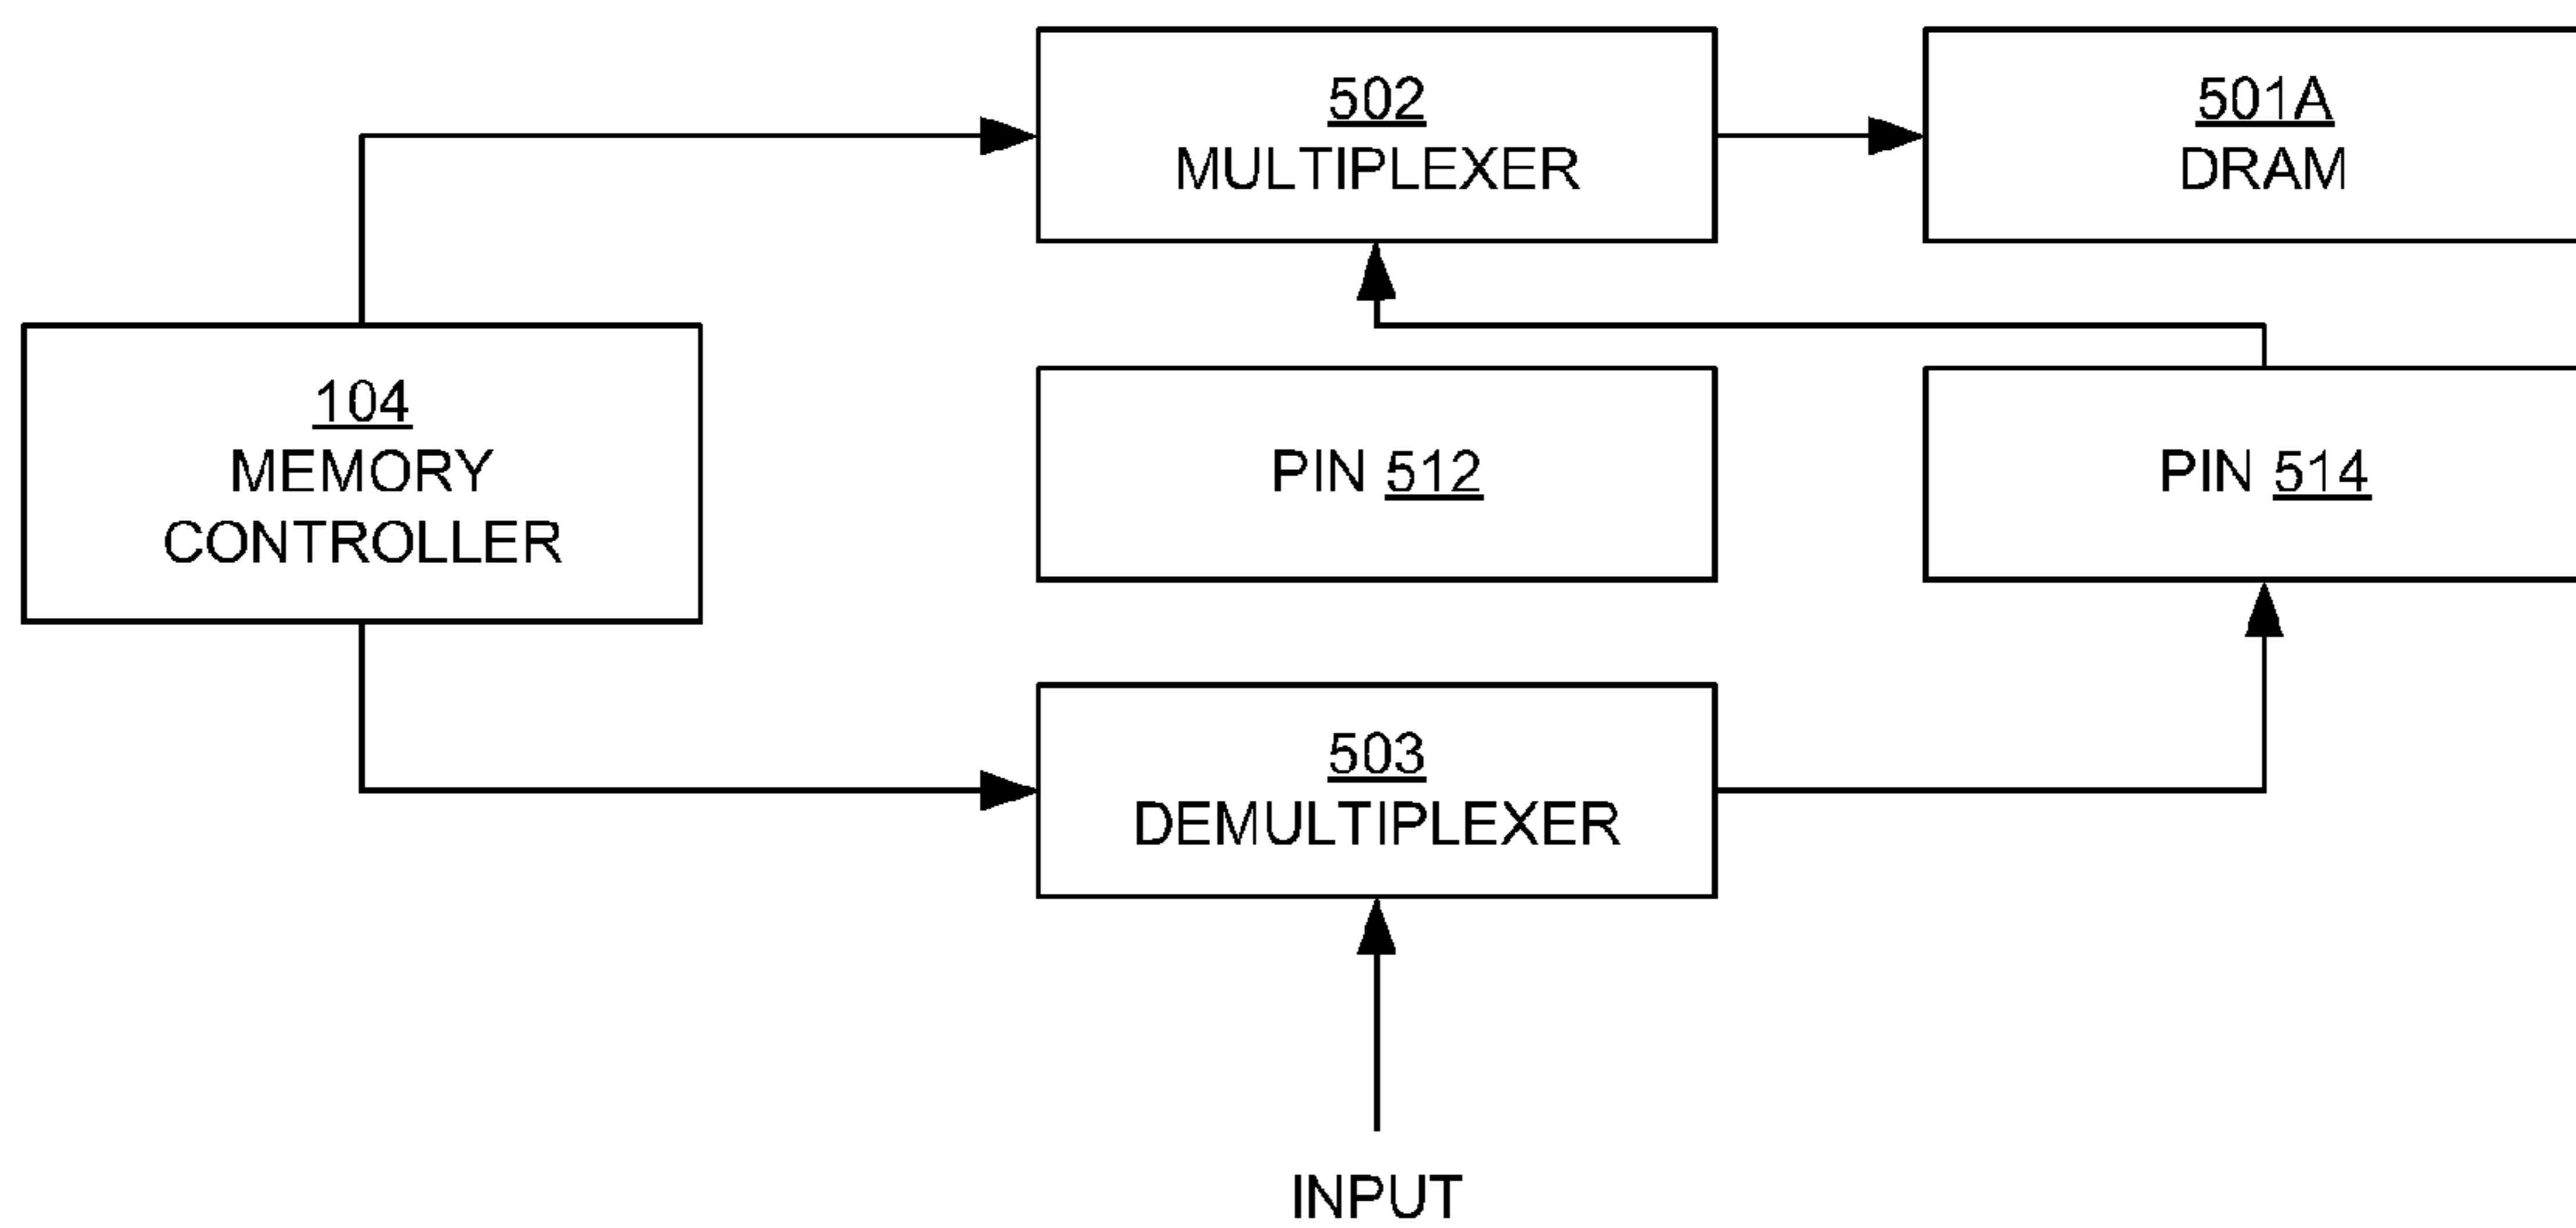 502
MULTIPLEXER
501A
DRAM
104
MEMORY
CONTROLLER
PIN 512
PIN 514
503
DEMULTIPLEXER
INPUT